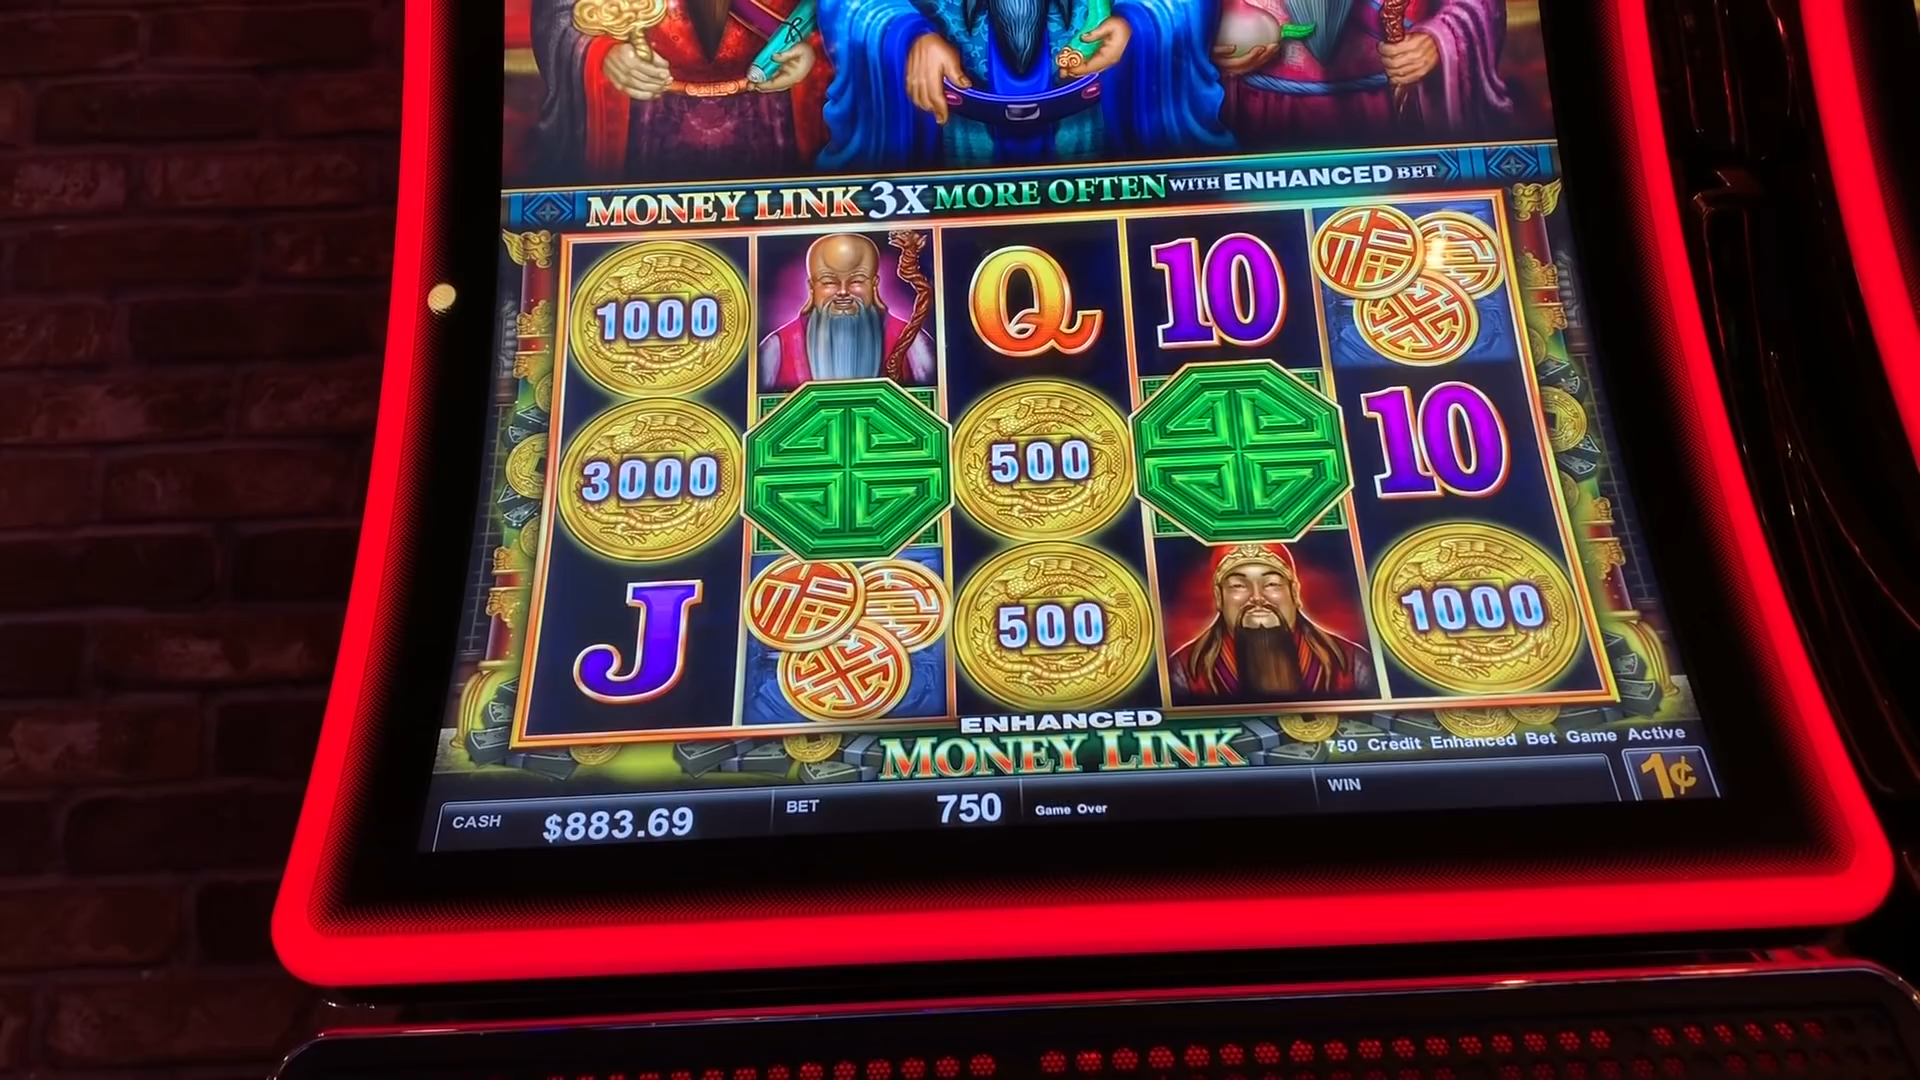 MONEY LINK 3X MORE OFTEN WITH ENHANCED BET
1000 Q 10
3000 500 10
J 500 1000
ENHANCED
MONEY LINK
750 Credit Enhanced Bet Game Active
CASH $883.69 BET 750 Game Over WIN 1¢